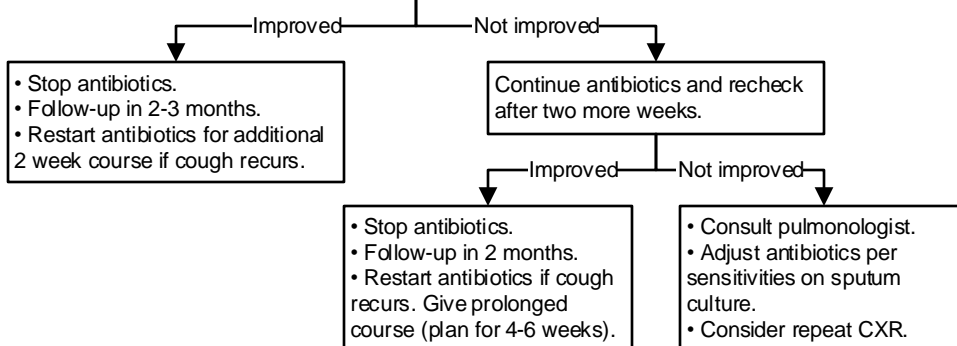 Improved
Not improved
• Stop antibiotics.
• Follow-up in 2-3 months.
• Restart antibiotics for additional
2 week course if cough recurs.
Continue antibiotics and recheck
after two more weeks.
Improved
Not improved
• Stop antibiotics.
• Follow-up in 2 months.
• Restart antibiotics if cough
recurs. Give prolonged
course (plan for 4-6 weeks).
• Consult pulmonologist.
• Adjust antibiotics per
sensitivities on sputum
culture.
• Consider repeat CXR.